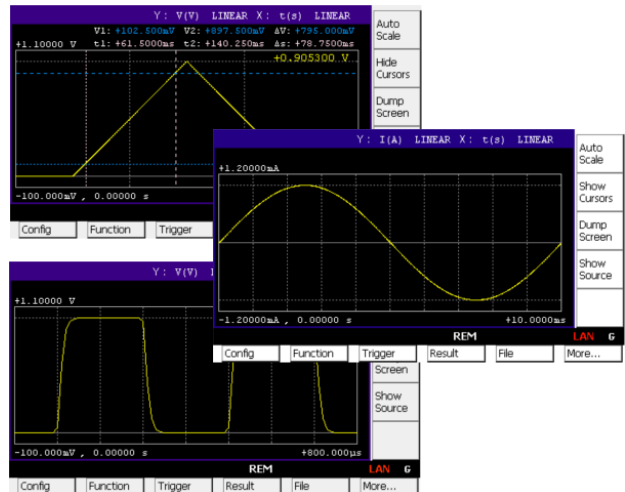 Y: V(V) LINEAR X: t(s) LINEAR
V1: +102.500mV V2: +897.500mV ΔV: +795.000mV
+1.10000 V t1: +61.5000ms t2: +140.250ms Δs: +78.7500ms
+0.905300 V
-100.000mV , 0.00000 s
Auto Scale
Hide Cursors
Dump Screen
Config Function Trigger
Y: I(A) LINEAR X: t(s) LINEAR
+1.20000mA
-1.20000mA , 0.00000 s +10.0000ms
Auto Scale
Show Cursors
Dump Screen
Show Source
REM LAN G
Config Function Trigger Result File More...
Y: V(V)
+1.10000 V
-100.000mV , 0.00000 s +800.000µs
Screen
Show Source
REM LAN G
Config Function Trigger Result File More...